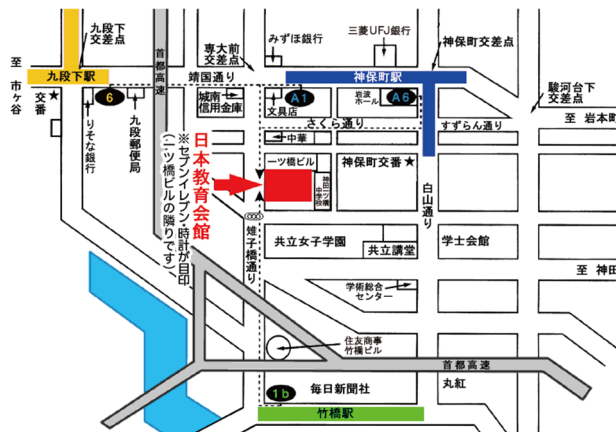 九段下
交差点
首都高速
専大前
交差点
みずほ銀行
三菱UFJ銀行
神保町交差点
至
市ヶ谷
九段下駅
靖国通り
神保町駅
駿河台下
交差点
交番★
りそな銀行
6
九段郵便局
城南
信用金庫
文具店
A1
岩波
ホール
A6
さくら通り
すずらん通り
至 岩本町
中華
日本教育会館
※セブンイレブン・時計が目印
(一ツ橋ビルの隣りです)、
一ツ橋ビル
神田一ツ橋
中学校
神保町交番★
白山通り
雉子橋通り
共立女子学園
共立講堂
学士会館
至 神田
学術総合
センター
住友商事
竹橋ビル
首都高速
1b
毎日新聞社
丸紅
竹橋駅